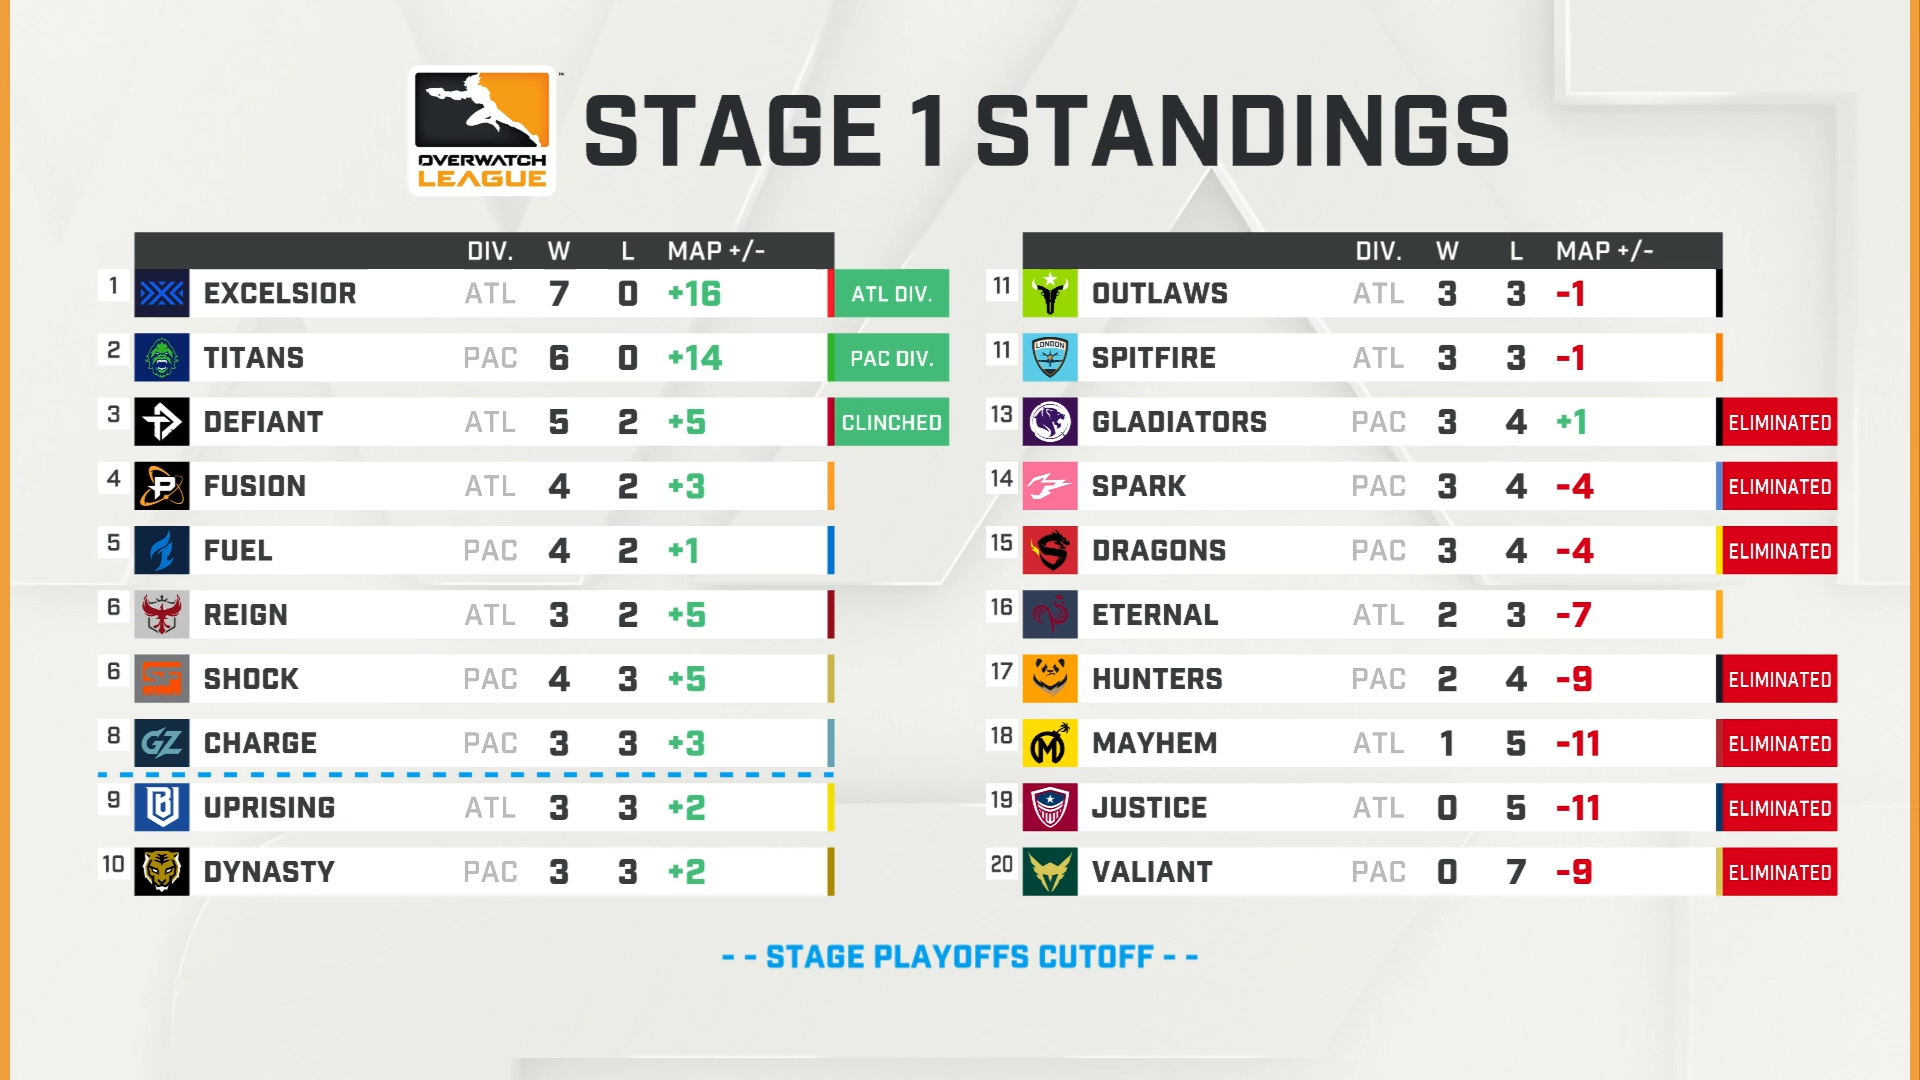 OVERWATCH
LEAGUE
™
STAGE 1 STANDINGS
DIV. W L MAP +/-
1 EXCELSIOR ATL 7 0 +16 ATL DIV.
2 TITANS PAC 6 0 +14 PAC DIV.
3 DEFIANT ATL 5 2 +5 CLINCHED
4 P FUSION ATL 4 2 +3
5 FUEL PAC 4 2 +1
6 REIGN ATL 3 2 +5
6 SF SHOCK PAC 4 3 +5
8 GZ CHARGE PAC 3 3 +3
9 B UPRISING ATL 3 3 +2
10 DYNASTY PAC 3 3 +2
DIV. W L MAP +/-
11 OUTLAWS ATL 3 3 -1
11 LONDON SPITFIRE ATL 3 3 -1
13 GLADIATORS PAC 3 4 +1 ELIMINATED
14 SPARK PAC 3 4 -4 ELIMINATED
15 DRAGONS PAC 3 4 -4 ELIMINATED
16 ETERNAL ATL 2 3 -7
17 HUNTERS PAC 2 4 -9 ELIMINATED
18 M MAYHEM ATL 1 5 -11 ELIMINATED
19 JUSTICE ATL 0 5 -11 ELIMINATED
20 VALIANT PAC 0 7 -9 ELIMINATED
- - STAGE PLAYOFFS CUTOFF - -